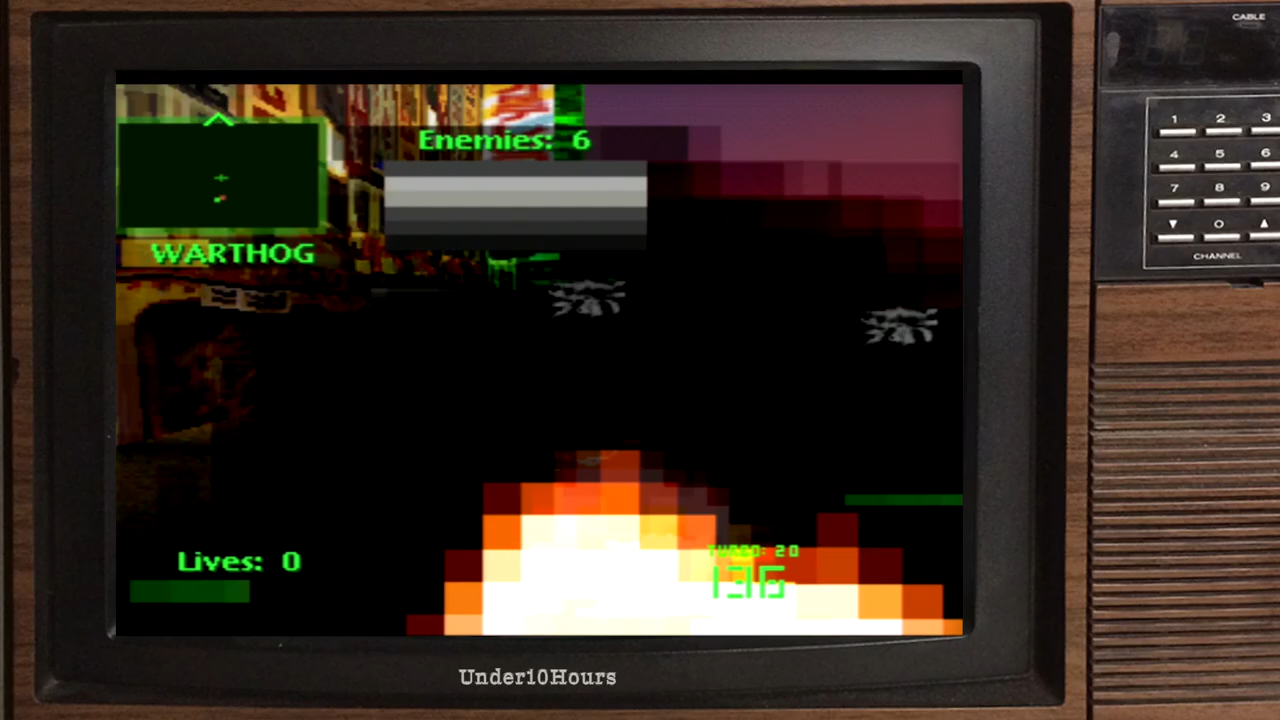 CABLE
Enemies: 6
WARTHOG
1 2 3
4 5 6
7 8 9
▼ 0 ▲
CHANNEL
Lives: 0
TURBO: 20
136
Under10Hours